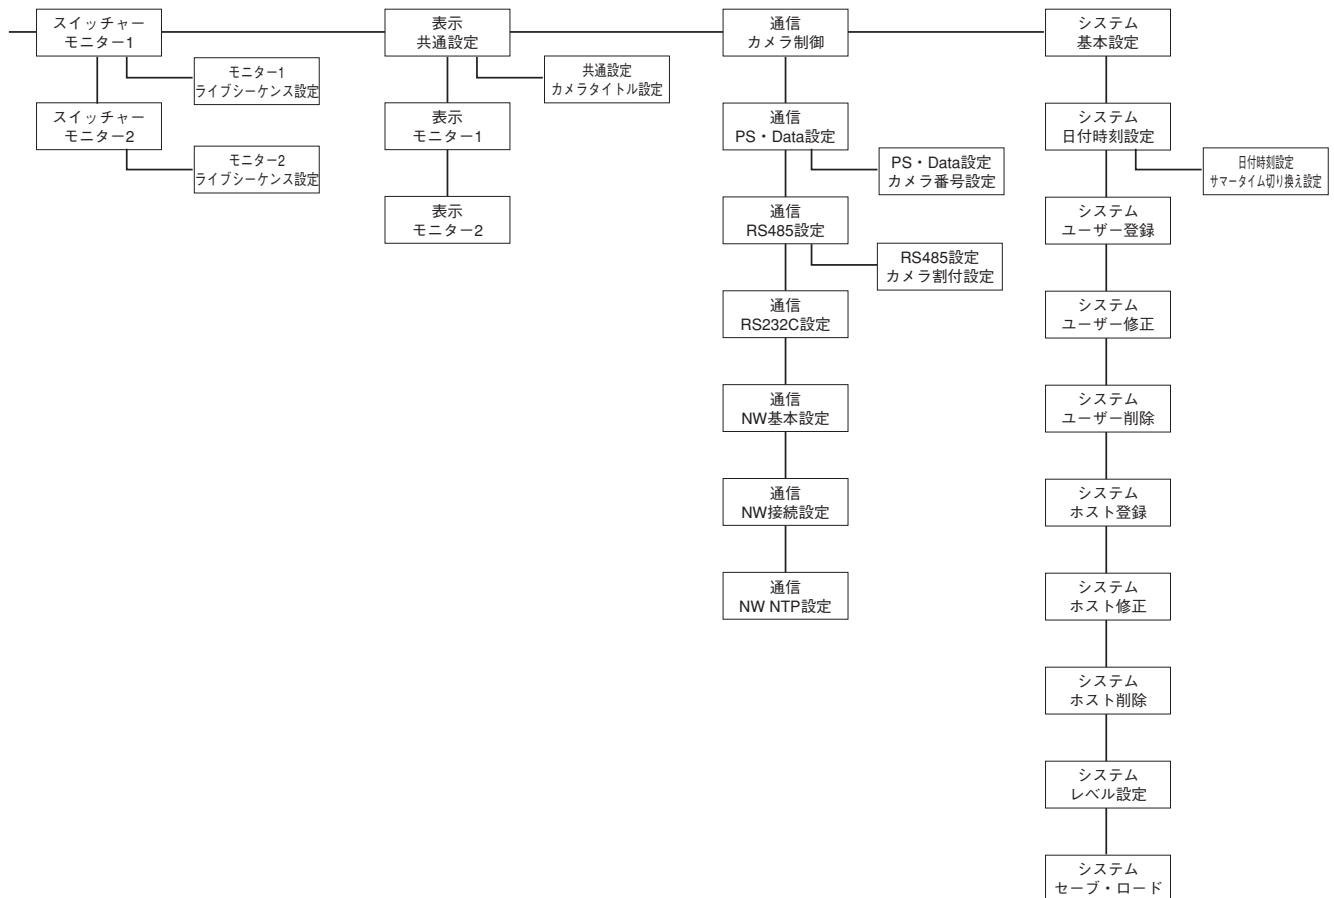 スイッチャー
モニター1
モニター1
ライブシーケンス設定
スイッチャー
モニター2
モニター2
ライブシーケンス設定
表示
共通設定
共通設定
カメラタイトル設定
表示
モニター1
表示
モニター2
通信
カメラ制御
通信
PS・Data設定
PS・Data設定
カメラ番号設定
通信
RS485設定
RS485設定
カメラ割付設定
通信
RS232C設定
通信
NW基本設定
通信
NW接続設定
通信
NW NTP設定
システム
基本設定
システム
日付時刻設定
日付時刻設定
サマータイム切り換え設定
システム
ユーザー登録
システム
ユーザー修正
システム
ユーザー削除
システム
ホスト登録
システム
ホスト修正
システム
ホスト削除
システム
レベル設定
システム
セーブ・ロード